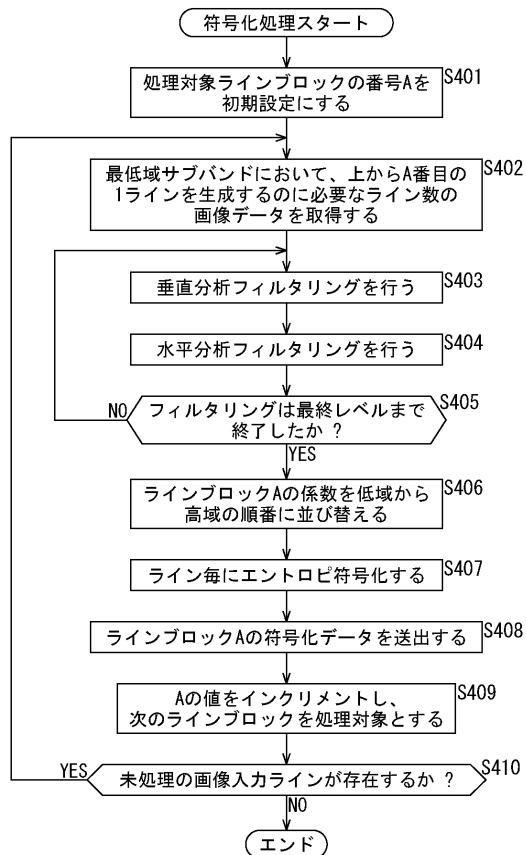 符号化処理スタート
処理対象ラインブロックの番号Aを
初期設定にする
S401
最低域サブバンドにおいて、上からA番目の
1ラインを生成するのに必要なライン数の
画像データを取得する
S402
垂直分析フィルタリングを行う
S403
水平分析フィルタリングを行う
S404
フィルタリングは最終レベルまで
終了したか ?
S405
NO
YES
ラインブロックAの係数を低域から
高域の順番に並び替える
S406
ライン毎にエントロピ符号化する
S407
ラインブロックAの符号化データを送出する
S408
Aの値をインクリメントし、
次のラインブロックを処理対象とする
S409
未処理の画像入力ラインが存在するか ?
S410
YES
NO
エンド